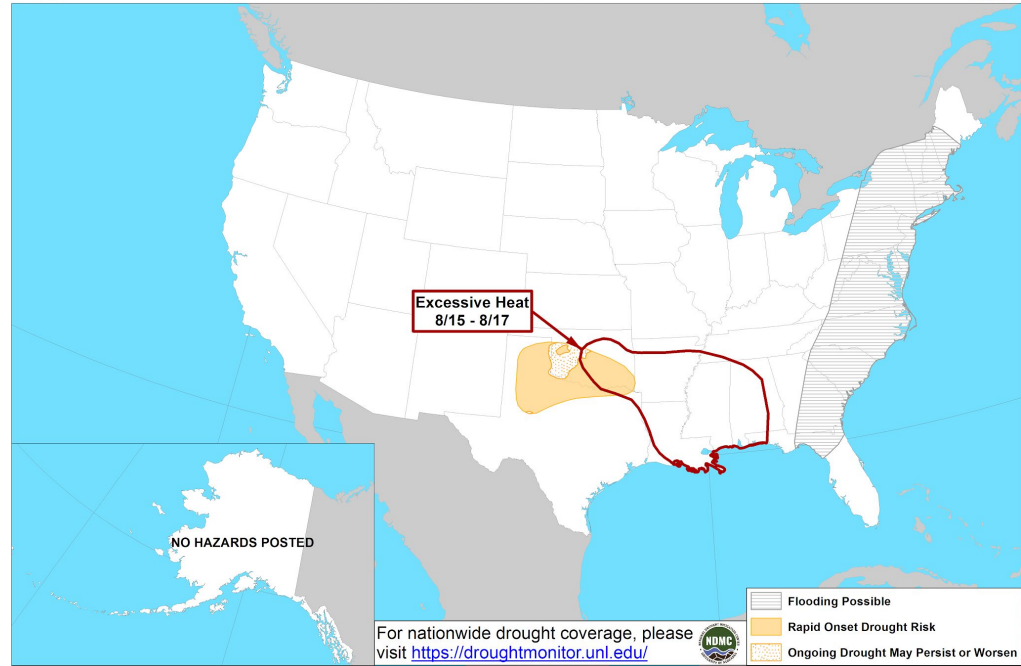 Excessive Heat
8/15 - 8/17
NO HAZARDS POSTED
For nationwide drought coverage, please
visit https://droughtmonitor.unl.edu/
NDMC
Flooding Possible
Rapid Onset Drought Risk
Ongoing Drought May Persist or Worsen